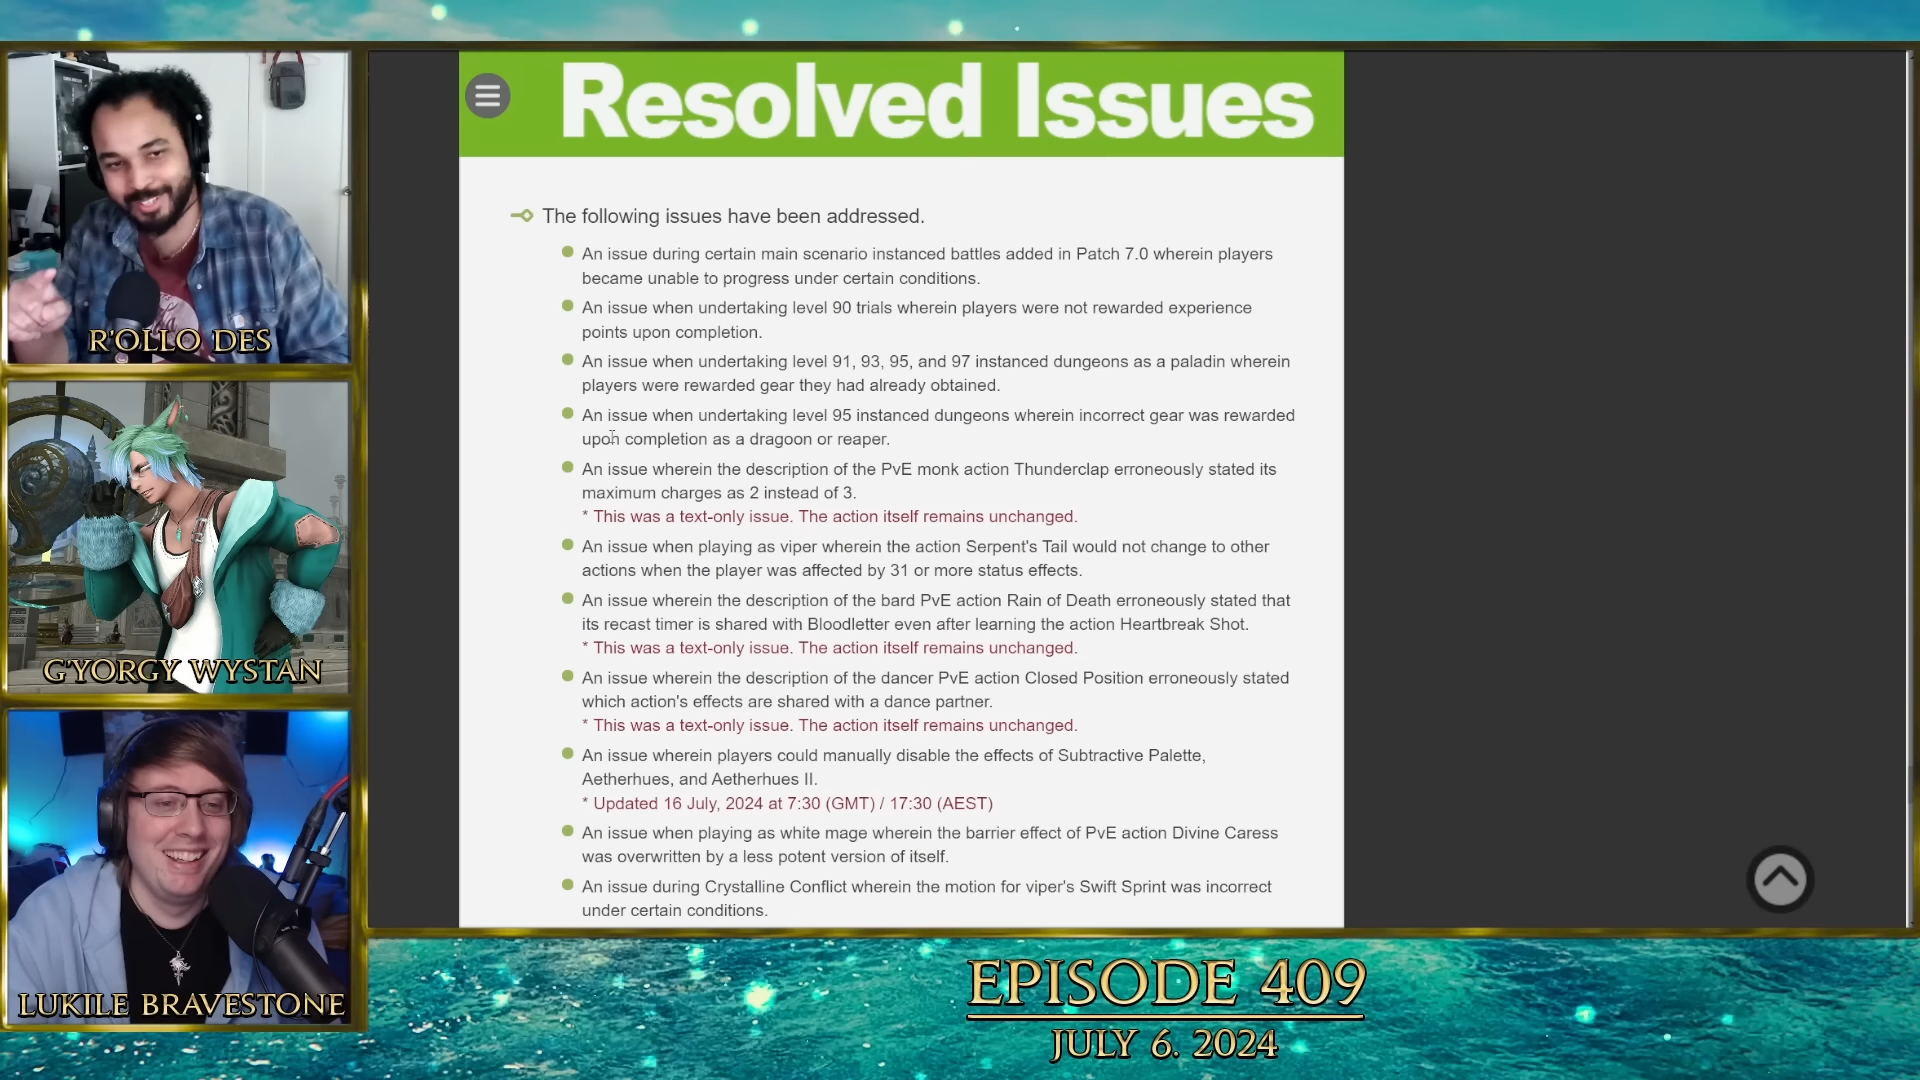 Resolved Issues
The following issues have been addressed.
An issue during certain main scenario instanced battles added in Patch 7.0 wherein players
became unable to progress under certain conditions.
An issue when undertaking level 90 trials wherein players were not rewarded experience
points upon completion.
An issue when undertaking level 91, 93, 95, and 97 instanced dungeons as a paladin wherein
players were rewarded gear they had already obtained.
An issue when undertaking level 95 instanced dungeons wherein incorrect gear was rewarded
upon completion as a dragoon or reaper.
An issue wherein the description of the PvE monk action Thunderclap erroneously stated its
maximum charges as 2 instead of 3.
* This was a text-only issue. The action itself remains unchanged.
An issue when playing as viper wherein the action Serpent's Tail would not change to other
actions when the player was affected by 31 or more status effects.
An issue wherein the description of the bard PvE action Rain of Death erroneously stated that
its recast timer is shared with Bloodletter even after learning the action Heartbreak Shot.
* This was a text-only issue. The action itself remains unchanged.
An issue wherein the description of the dancer PvE action Closed Position erroneously stated
which action's effects are shared with a dance partner.
* This was a text-only issue. The action itself remains unchanged.
An issue wherein players could manually disable the effects of Subtractive Palette,
Aetherhues, and Aetherhues II.
* Updated 16 July, 2024 at 7:30 (GMT) / 17:30 (AEST)
An issue when playing as white mage wherein the barrier effect of PvE action Divine Caress
was overwritten by a less potent version of itself.
An issue during Crystalline Conflict wherein the motion for viper's Swift Sprint was incorrect
under certain conditions.
R'OLLO DES
G'YORGY WYSTAN
LUKILE BRAVESTONE
EPISODE 409
JULY 6. 2024